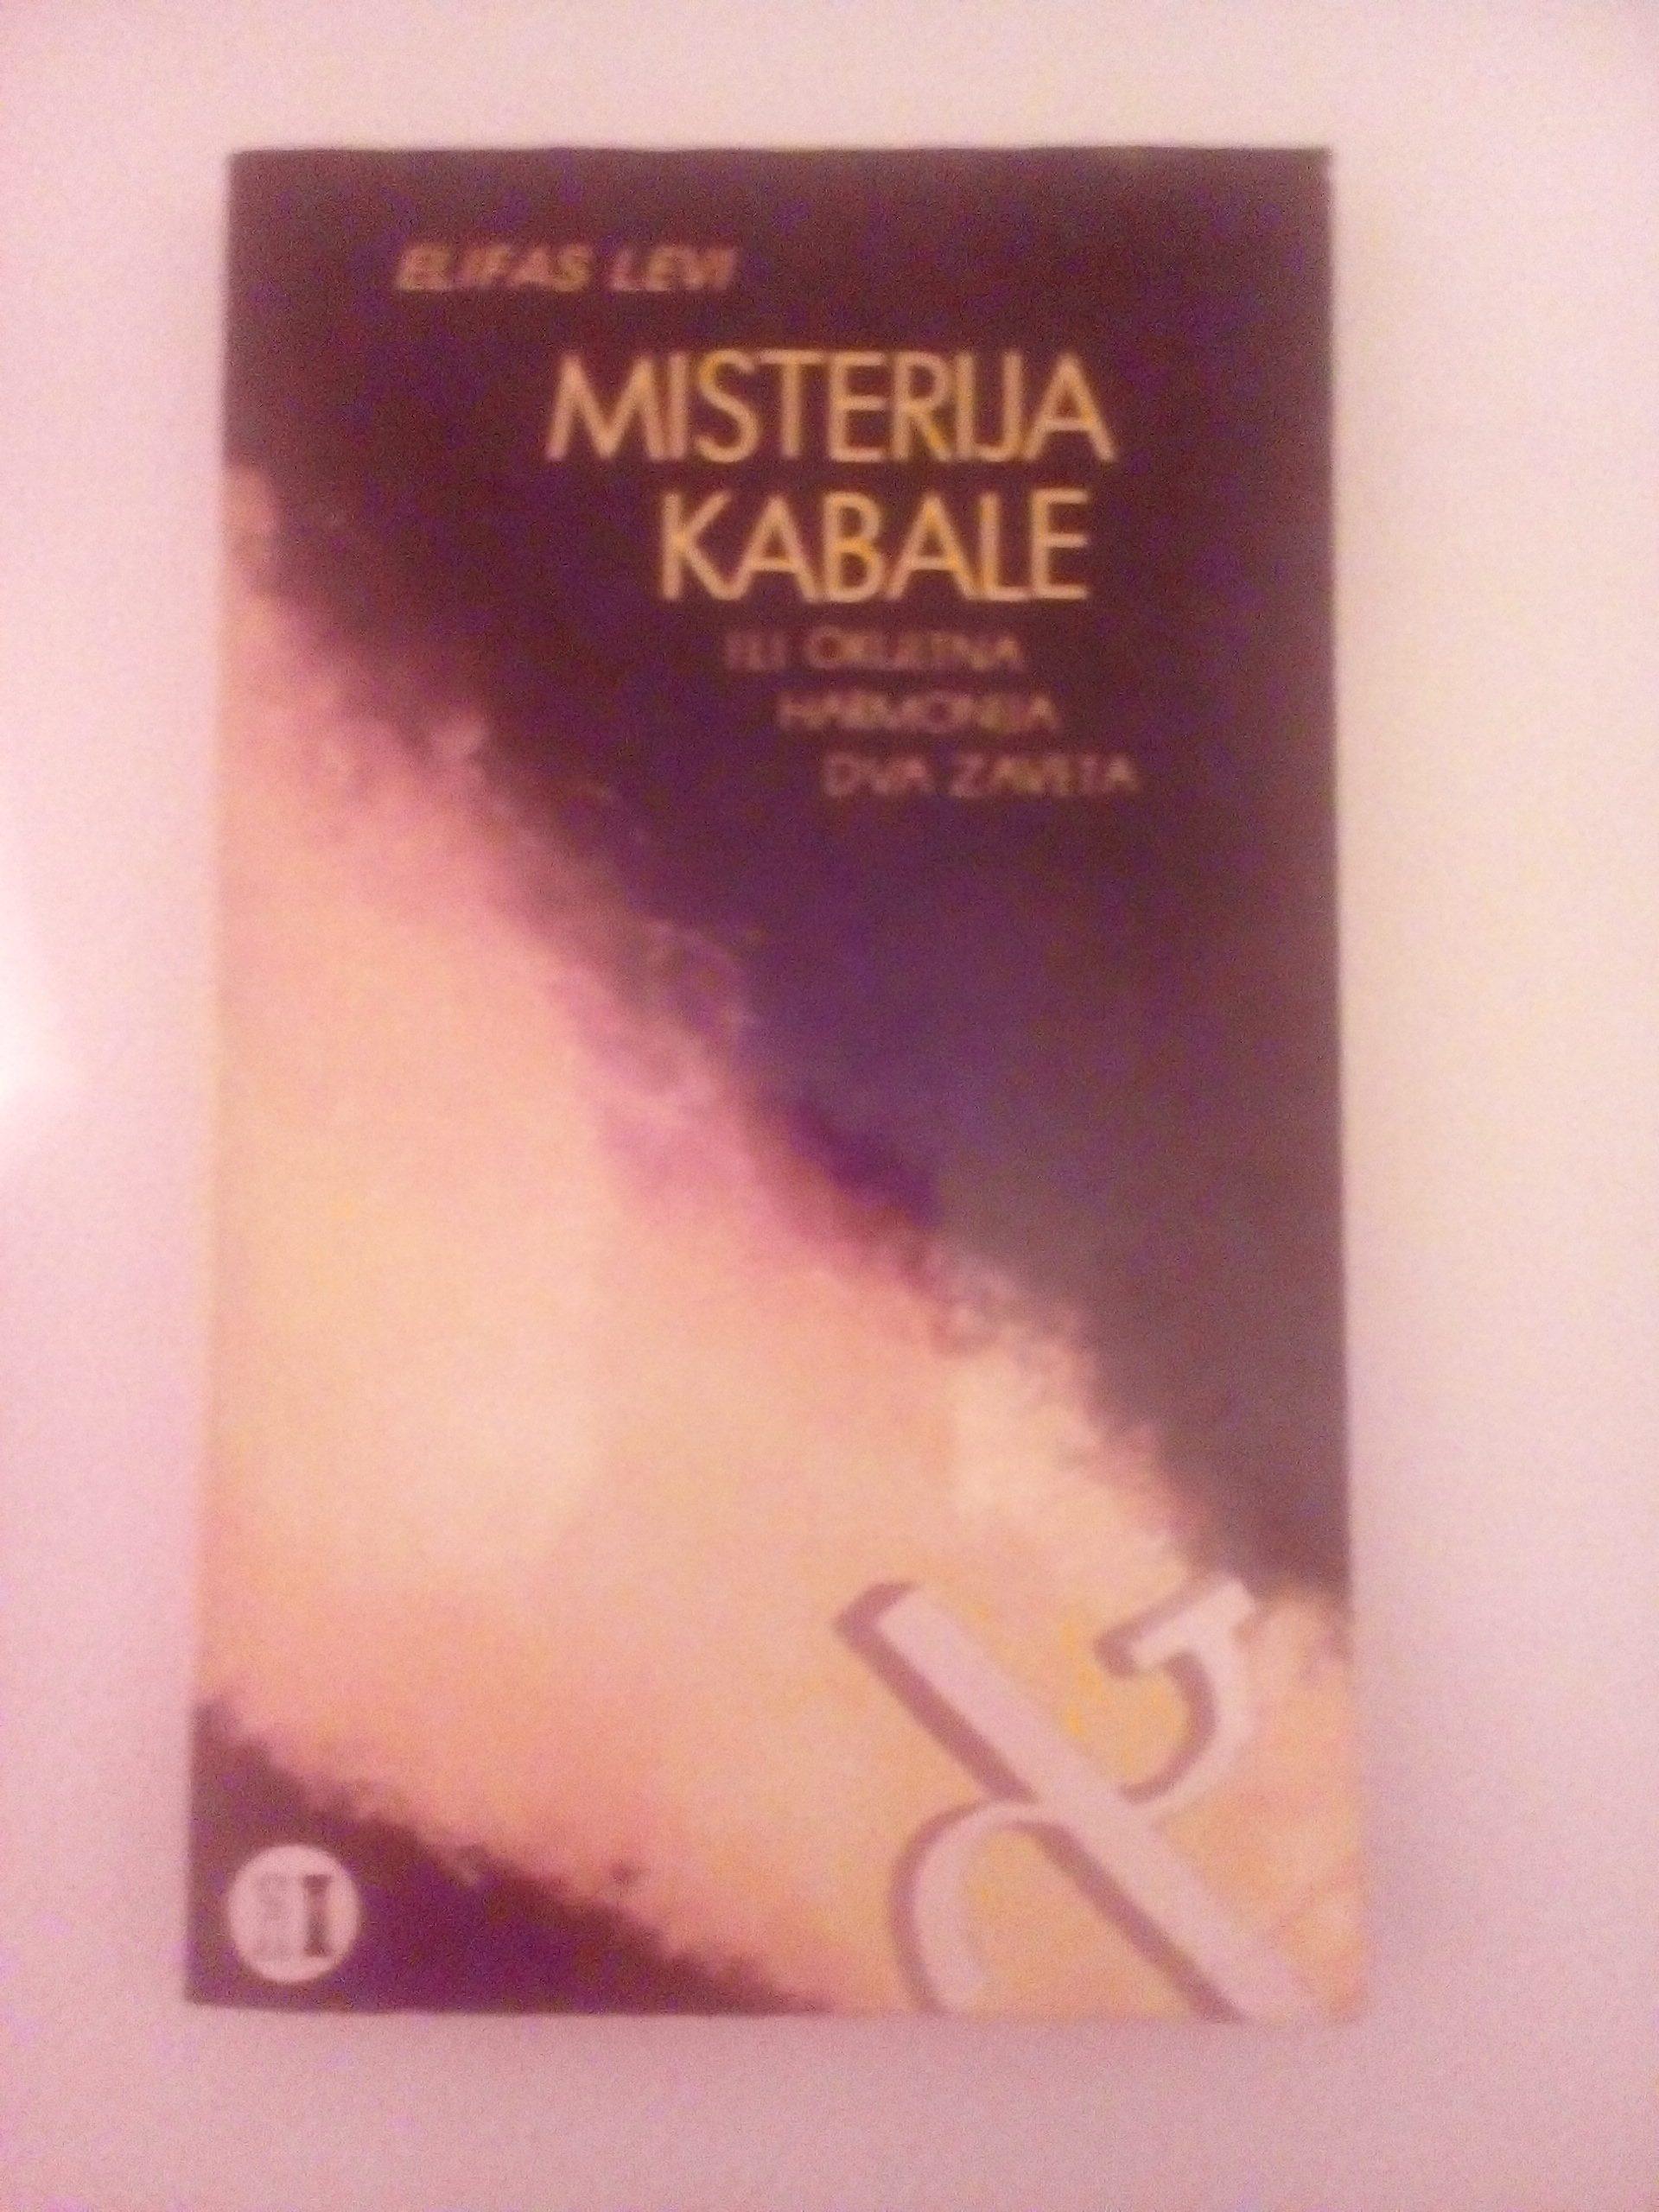 ELIFAS LEVI
MISTERIJA
KABALE
ILI OKULTNA
HARMONIJA
DVA ZAVETA